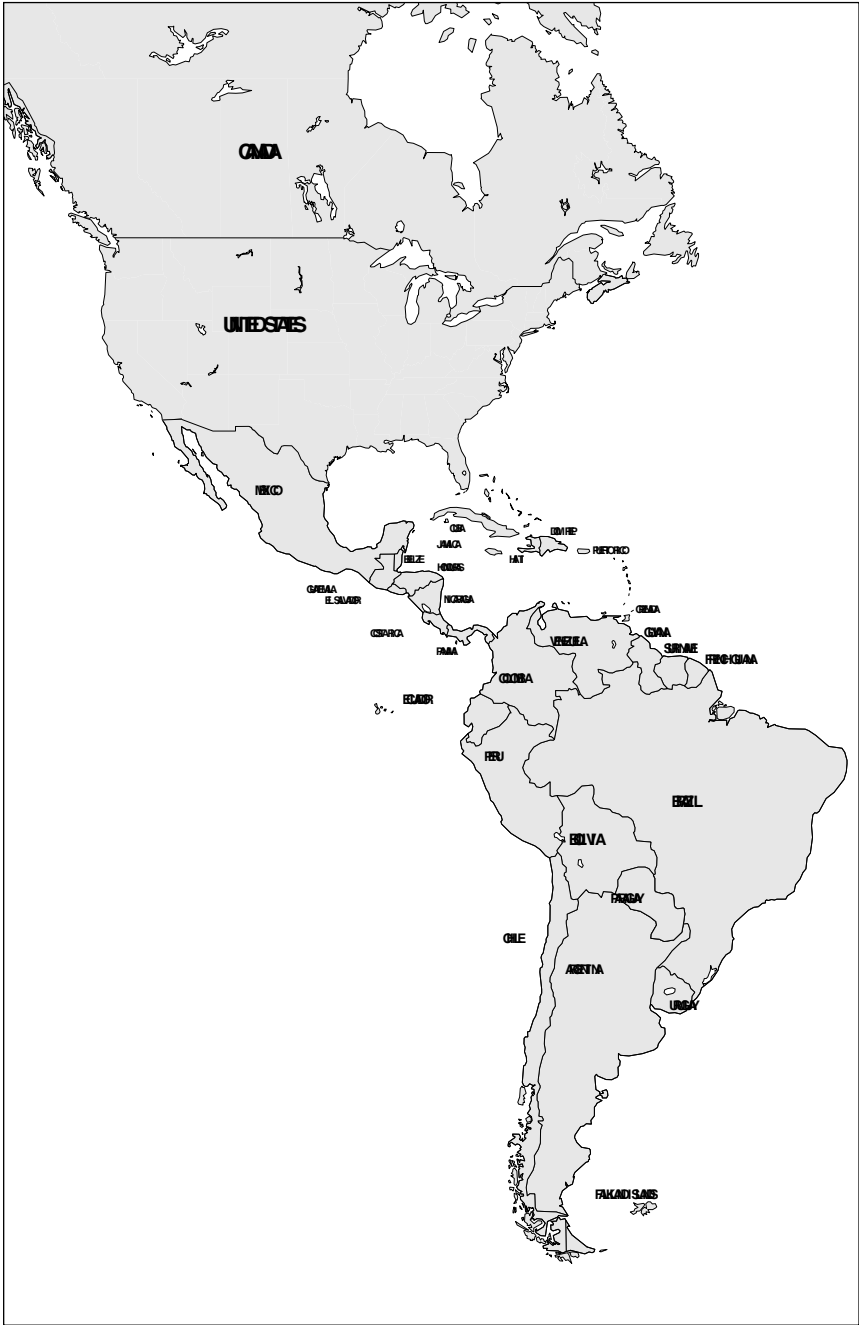 CANADA
UNITED STATES
MEXICO
CUBA
DOM. REP.
JAMAICA
PUERTO RICO
BELIZE
HAITI
HONDURAS
GUATEMALA
EL SALVADOR
NICARAGUA
GRENADA
COSTA RICA
GUYANA
VENEZUELA
PANAMA
SURINAME
FRENCH GUIANA
COLOMBIA
ECUADOR
PERU
BRAZIL
BOLIVIA
PARAGUAY
CHILE
ARGENTINA
URUGUAY
FALKLAND ISLANDS